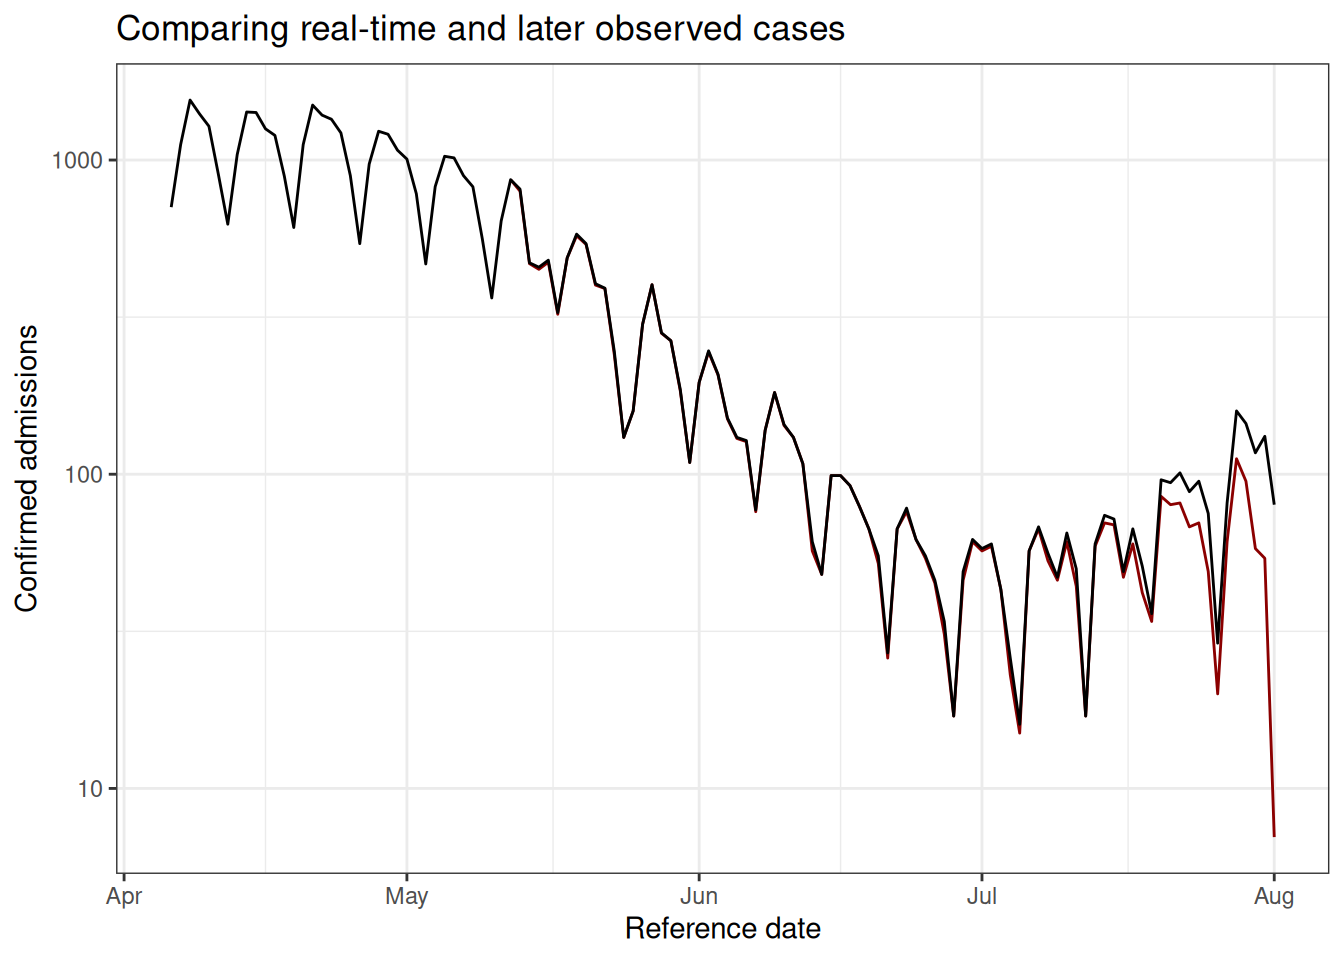 Comparing real-time and later observed cases
Confirmed admissions
1000
100
10
Apr May Jun Jul Aug
Reference date